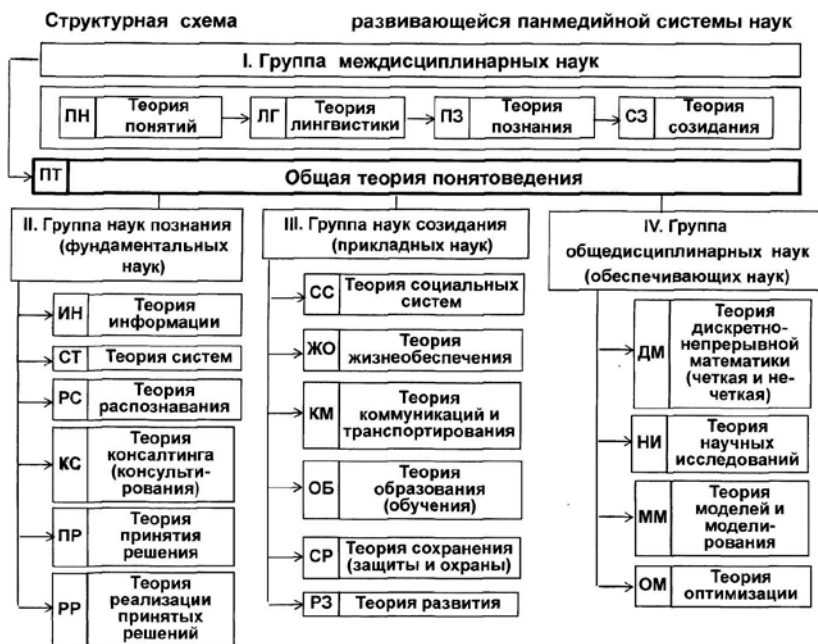 Структурная схема развивающейся панмедийной системы наук
I. Группа междисциплинарных наук
ПН
Теория
понятий
ЛГ
Теория
лингвистики
ПЗ
Теория
познания
СЗ
Теория
созидания
ПТ
Общая теория понятоведения
II. Группа наук познания
(фундаментальных
наук)
ИН
Теория
информации
СТ
Теория систем
РС
Теория
распознавания
КС
Теория
консалтинга
(консульти-
рования)
ПР
Теория
принятия
решения
РР
Теория
реализации
принятых
решений
III. Группа наук созидания
(прикладных наук)
СС
Теория социальных
систем
ЖО
Теория
жизнеобеспечения
КМ
Теория
коммуникаций и
транспортирования
ОБ
Теория
образования
(обучения)
СР
Теория сохранения
(защиты и охраны)
РЗ
Теория развития
IV. Группа
общедисциплинарных наук
(обеспечивающих наук)
ДМ
Теория
дискретно-
непрерывной
математики
(четкая и не-
четкая)
НИ
Теория
научных
исследований
ММ
Теория
моделей и
модели-
рования
ОМ
Теория
оптимизации